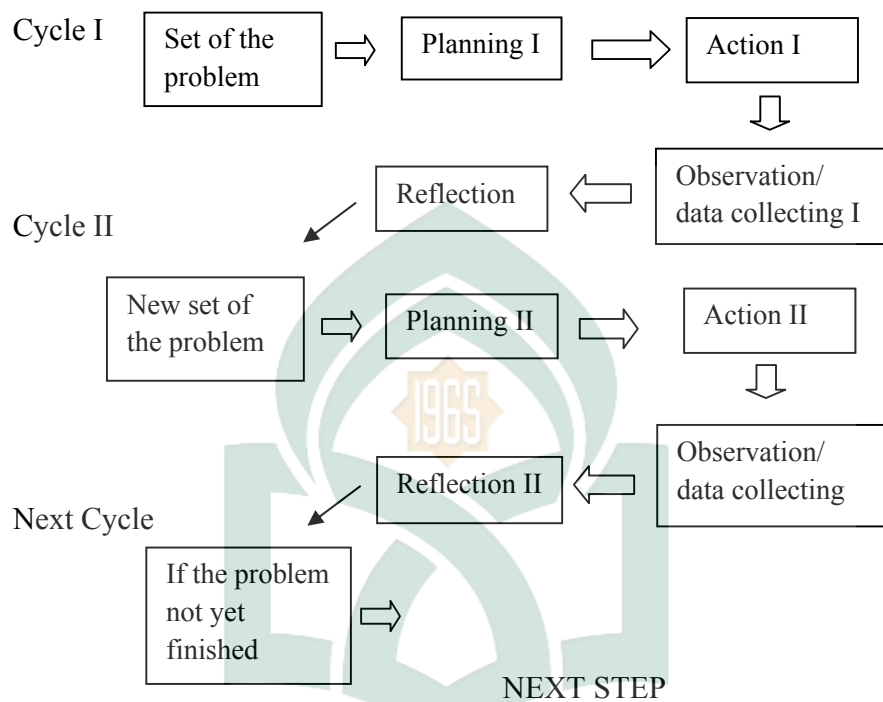 Cycle I
Set of the
problem
Planning I
Action I
Observation/
data collecting I
Reflection
Cycle II
New set of
the problem
Planning II
Action II
1965
Observation/
data collecting
Reflection II
Next Cycle
If the problem
not yet
finished
NEXT STEP